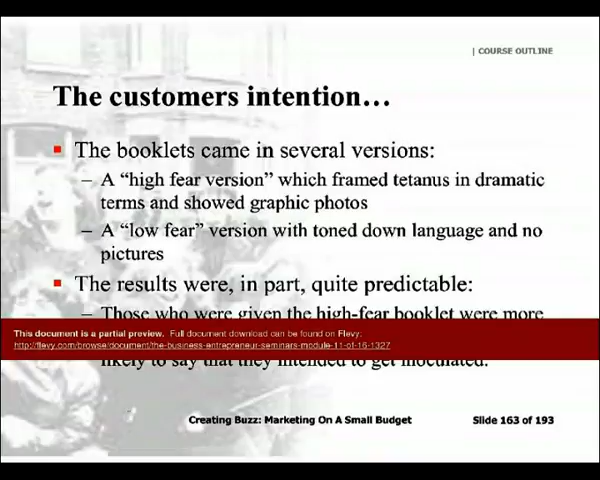 | COURSE OUTLINE
The customers intention…
▪ The booklets came in several versions:
– A “high fear version” which framed tetanus in dramatic
terms and showed graphic photos
– A “low fear” version with toned down language and no
pictures
▪ The results were, in part, quite predictable:
– Those who were given the high-fear booklet were more
This document is a partial preview. Full document download can be found on Flevy:
http://flevy.com/browse/document/the-business-entrepreneur-seminars-module-11-of-16-1327
likely to say that they intended to get inoculated.
Creating Buzz: Marketing On A Small Budget
Slide 163 of 193